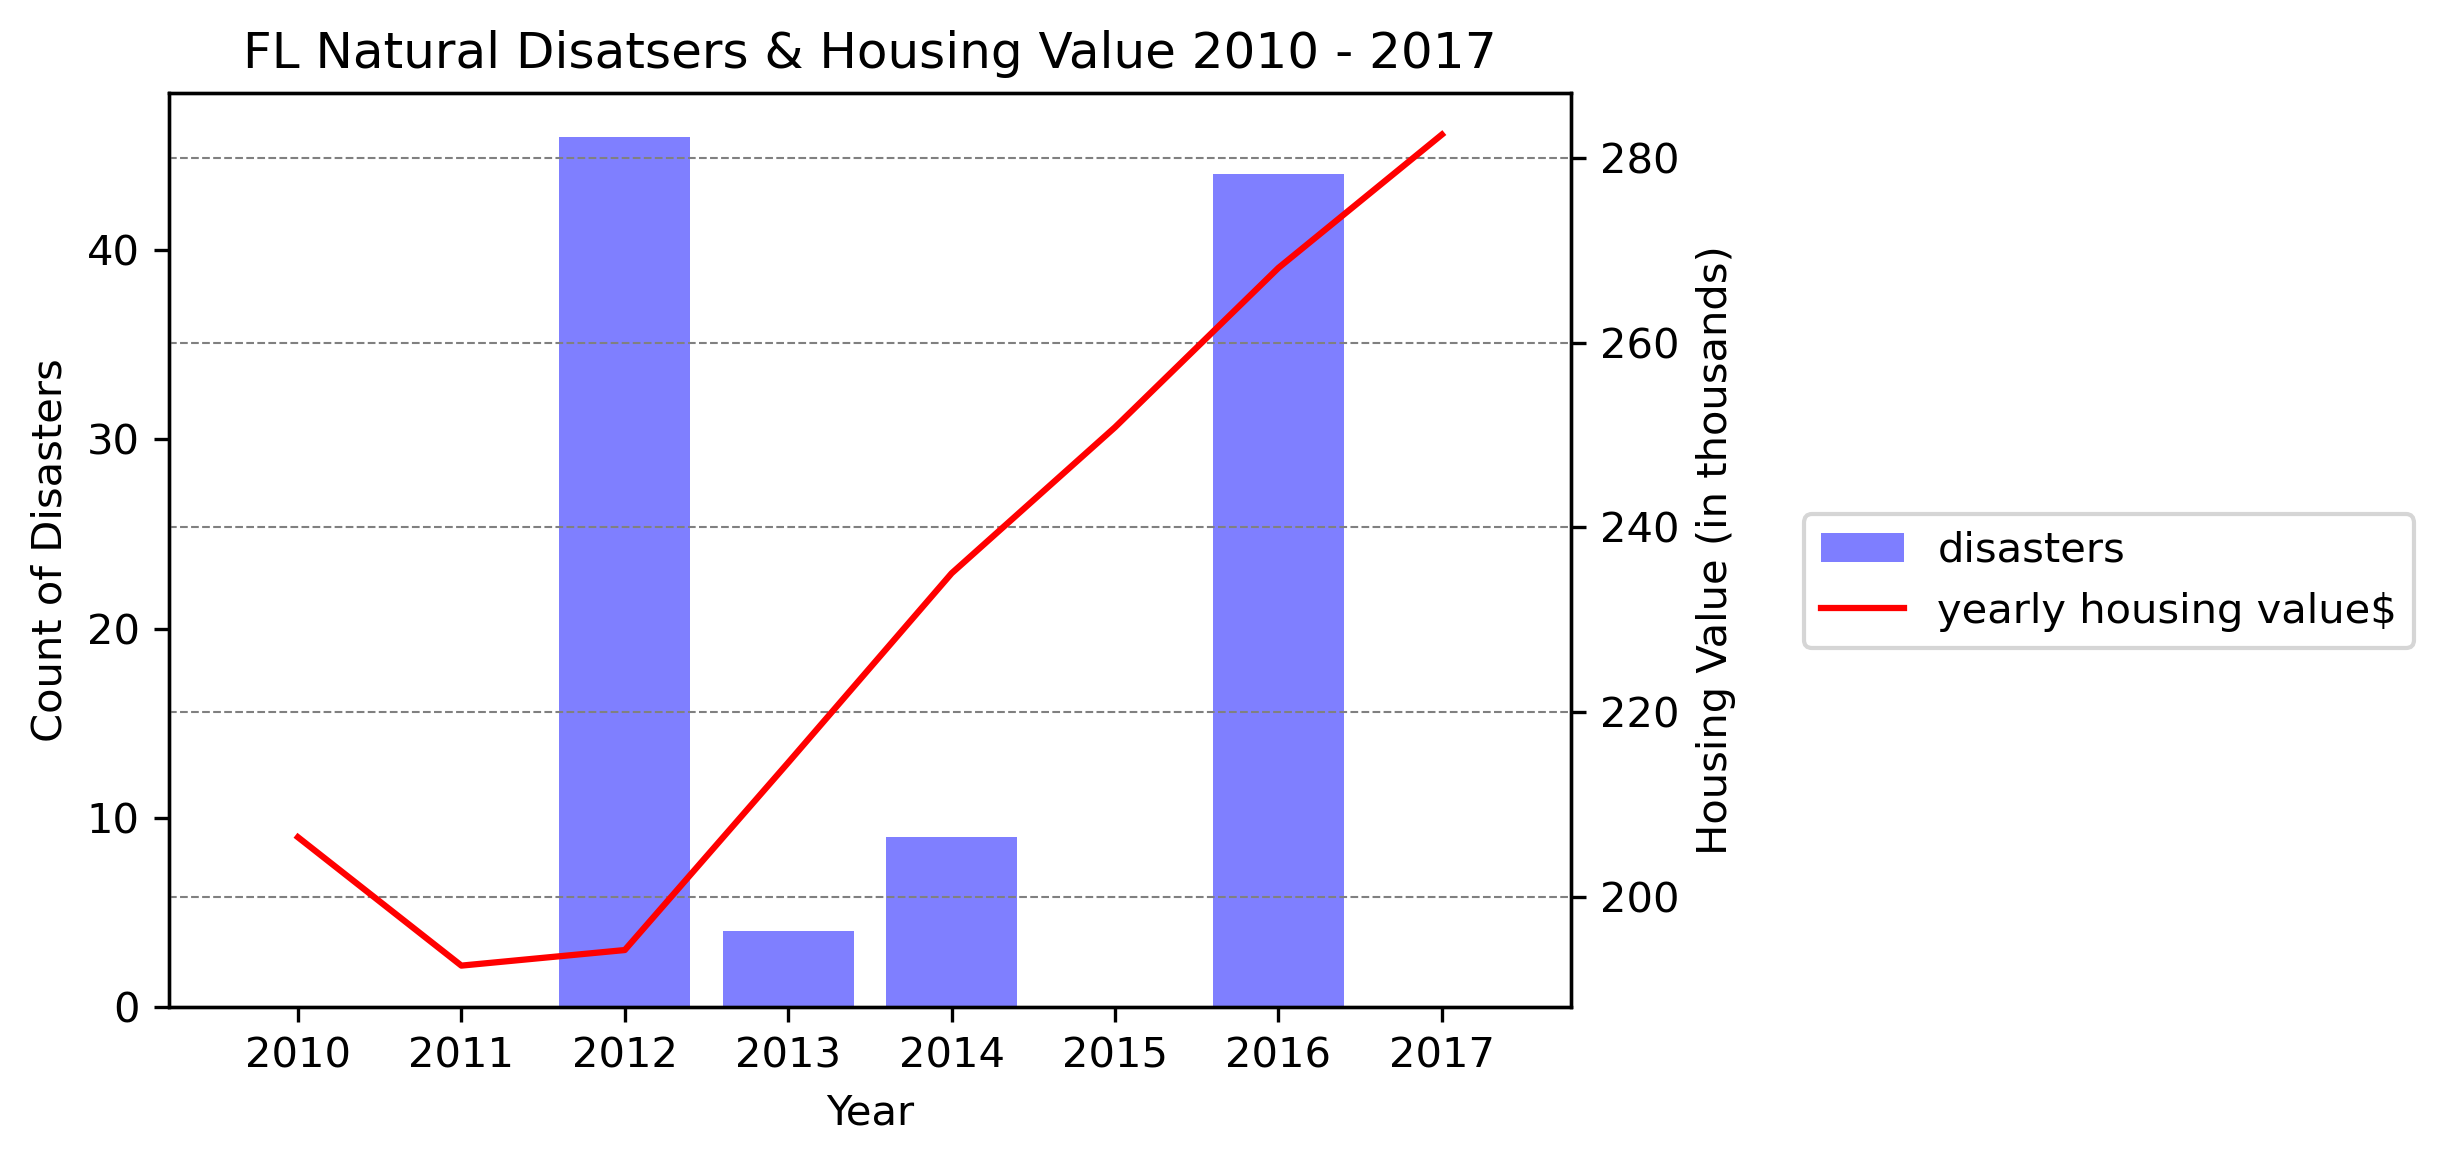 FL Natural Disatsers & Housing Value 2010 - 2017
Count of Disasters
40
30
20
10
0
280
260
240
220
200
Housing Value (in thousands)
2010 2011 2012 2013 2014 2015 2016 2017
Year
disasters
yearly housing value$